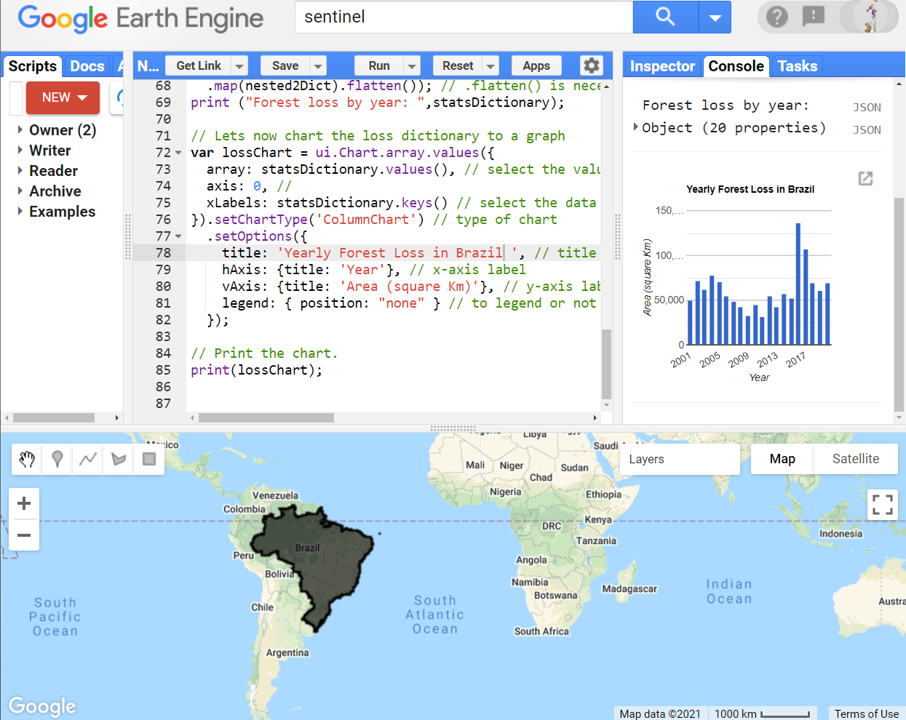 Google Earth Engine
sentinel
Scripts Docs A
NEW
Owner (2)
Writer
Reader
Archive
Examples
N... Get Link Save Run Reset Apps
68 .map(nested2Dict).flatten()); // .flatten() is nece
69 print ("Forest loss by year: ",statsDictionary);
70
71 // Lets now chart the loss dictionary to a graph
72 var lossChart = ui.Chart.array.values({
73 array: statsDictionary.values(), // select the valu
74 axis: 0, //
75 xLabels: statsDictionary.keys() // select the data
76 }).setChartType('ColumnChart') // type of chart
77 .setOptions({
78 title: 'Yearly Forest Loss in Brazil ', // title
79 hAxis: {title: 'Year'}, // x-axis label
80 vAxis: {title: 'Area (square Km)'}, // y-axis lab
81 legend: { position: "none" } // to legend or not
82 });
83
84 // Print the chart.
85 print(lossChart);
86
87
Inspector Console Tasks
Forest loss by year: JSON
Object (20 properties) JSON
Yearly Forest Loss in Brazil
150,...
100,...
50,000
0
Area (square Km)
2001 2005 2009 2013 2017
Year
Layers
Map Satellite
Mexico
Libya
Saudi
Mali
Niger
Chad
Sudan
Nigeria
Ethiopia
Venezuela
Colombia
DRC
Kenya
Indonesia
Tanzania
Brazil
Peru
Angola
Bolivia
Namibia
Botswana
Madagascar
Indian
Ocean
South
Pacific
Ocean
Chile
South
Atlantic
Ocean
Austra
South Africa
Argentina
Google
Map data ©2021 1000 km Terms of Use